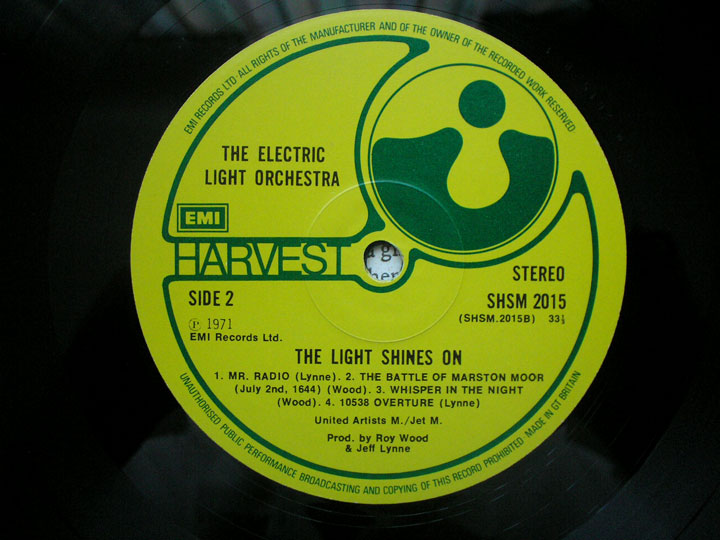 EMI RECORDS LTD · ALL RIGHTS OF THE MANUFACTURER AND OF THE OWNER OF THE RECORDED WORK RESERVED
THE ELECTRIC
LIGHT ORCHESTRA
EMI
HARVEST
STEREO
SIDE 2
SHSM 2015
(SHSM.2015B) 33⅓
Ⓟ 1971
EMI Records Ltd.
THE LIGHT SHINES ON
1. MR. RADIO (Lynne). 2. THE BATTLE OF MARSTON MOOR
(July 2nd, 1644) (Wood). 3. WHISPER IN THE NIGHT
(Wood). 4. 10538 OVERTURE (Lynne)
United Artists M./Jet M.
Prod. by Roy Wood
& Jeff Lynne
UNAUTHORISED PUBLIC PERFORMANCE BROADCASTING AND COPYING OF THIS RECORD PROHIBITED. MADE IN GT BRITAIN